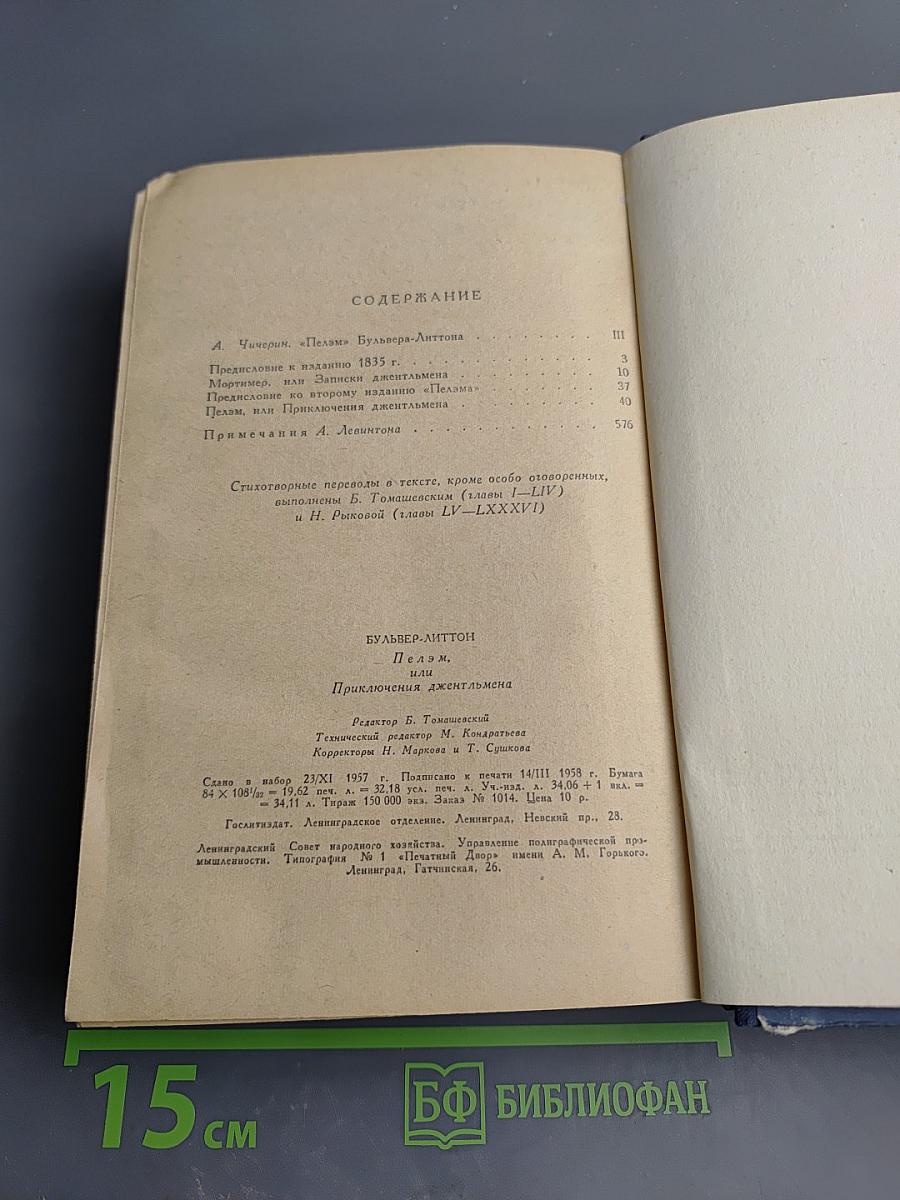 СОДЕРЖАНИЕ
А. Чичерин. «Пелэм» Бульвера-Литтона . . . . . . . . III
Предисловие к изданию 1835 г. . . . . . . . . . . 3
Мортимер, или Записки джентльмена . . . . . . . . 10
Предисловие ко второму изданию «Пелэма» . . . . . . 37
Пелэм, или Приключения джентльмена . . . . . . . . 40
Примечания А. Левинтона . . . . . . . . . . . 576
Стихотворные переводы в тексте, кроме особо оговоренных,
выполнены Б. Томашевским (главы I—LIV)
и Н. Рыковой (главы LV—LXXXVI)
БУЛЬВЕР-ЛИТТОН
Пелэм,
или
Приключения джентльмена
Редактор Б. Томашевский
Технический редактор М. Кондратьева
Корректоры Н. Маркова и Т. Сушкова
Сдано в набор 23/XI 1957 г. Подписано к печати 14/III 1958 г. Бумага
84 × 108¹/₃₂ = 19,62 печ. л. = 32,18 усл. печ. л. Уч.-изд. л. 34,06 + 1 вкл. =
= 34,11 л. Тираж 150 000 экз. Заказ № 1014. Цена 10 р.
Гослитиздат. Ленинградское отделение. Ленинград, Невский пр., 28.
Ленинградский Совет народного хозяйства. Управление полиграфической про-
мышленности. Типография № 1 «Печатный Двор» имени А. М. Горького.
Ленинград, Гатчинская, 26.
15 см
БФ БИБЛИОФАН